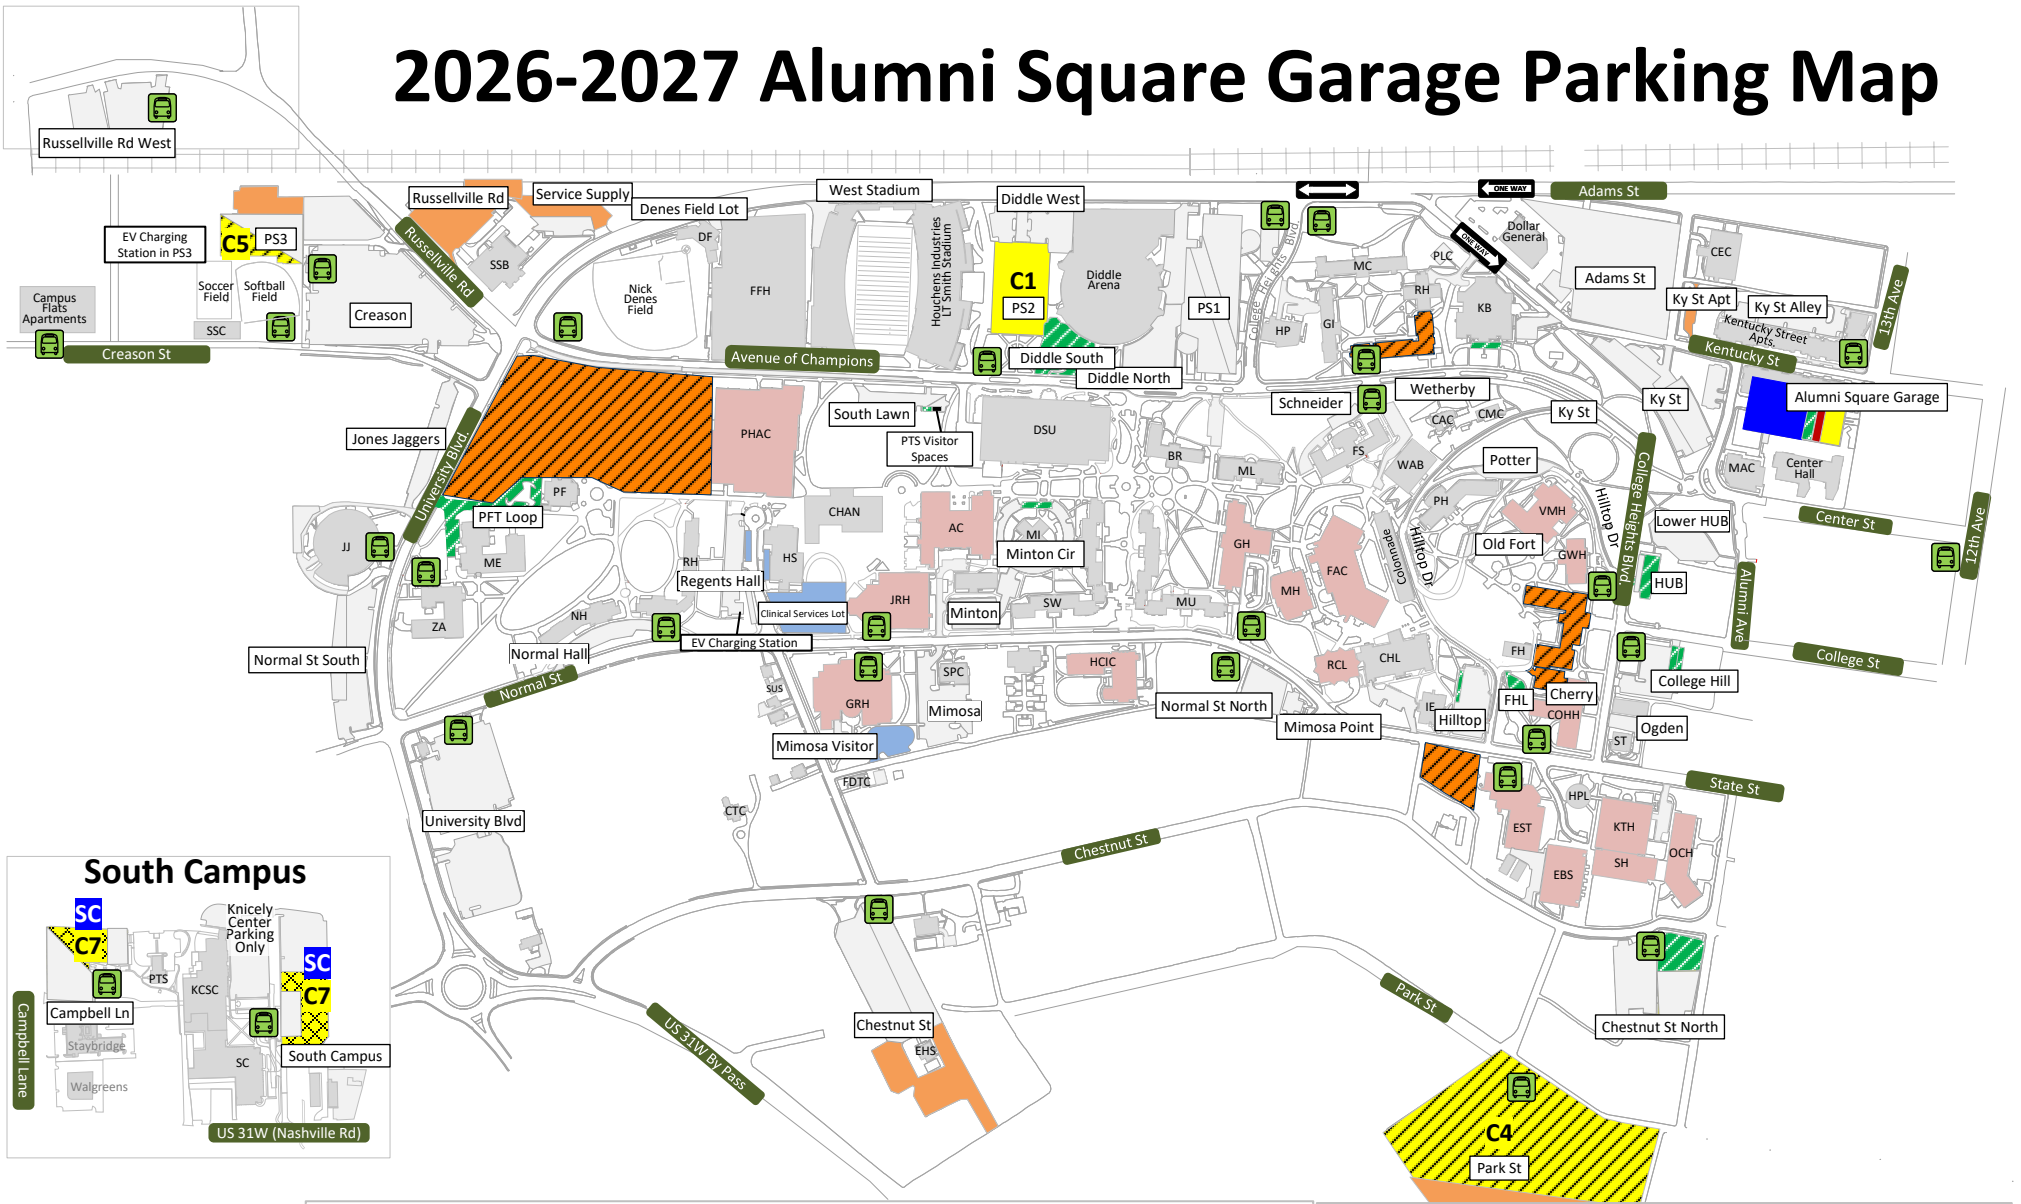 2026-2027 Alumni Square Garage Parking Map
Russellville Rd West
Russellville Rd
Service Supply
Denes Field Lot
West Stadium
Diddle West
ONE WAY
Adams St
EV Charging
Station in PS3
C5
PS3
Russellville Rd
SSB
DF
FFH
Nick
Denes
Field
Houchens Industries
LT Smith Stadium
C1
PS2
Diddle
Arena
PS1
College Heights Blvd.
HP
GI
MC
PLC
RH
KB
ONE WAY
Dollar
General
Adams St
CEC
Ky St Apt
Ky St Alley
Kentucky Street
Apts.
Kentucky St
13th Ave
Campus
Flats
Apartments
Soccer
Field
Softball
Field
SSC
Creason
Creason St
Avenue of Champions
Diddle South
Diddle North
Wetherby
Schneider
Ky St
Ky St
Alumni Square Garage
Jones Jaggers
University Blvd.
PHAC
South Lawn
PTS Visitor
Spaces
DSU
BR
ML
FS
CAC
CMC
WAB
Potter
PH
MAC
Center
Hall
College Heights Blvd.
Hilltop Dr
Center St
12th Ave
PF
PFT Loop
CHAN
AC
MI
Minton Cir
GH
FAC
Colonnade
Hilltop Dr
VMH
Old Fort
GWH
Lower HUB
HUB
Alumni Ave
JJ
ME
RH
HS
Regents Hall
Clinical Services Lot
JRH
Minton
SW
MU
MH
ZA
NH
Normal Hall
EV Charging Station
Normal St South
Normal St
SUS
GRH
SPC
Mimosa
HCIC
RCL
CHL
FH
College St
College Hill
Normal St North
Mimosa Point
IE
Hilltop
FHL
Cherry
COHH
Ogden
ST
Mimosa Visitor
FDTC
CTC
University Blvd
State St
HPL
EST
KTH
SH
OCH
EBS
Chestnut St
South Campus
SC
C7
Knicely
Center
Parking
Only
SC
C7
PTS
KCSC
Campbell Ln
Campbell Lane
Staybridge
Walgreens
SC
South Campus
US 31W (Nashville Rd)
US 31W By Pass
Chestnut St
EHS
Park St
Chestnut St North
C4
Park St